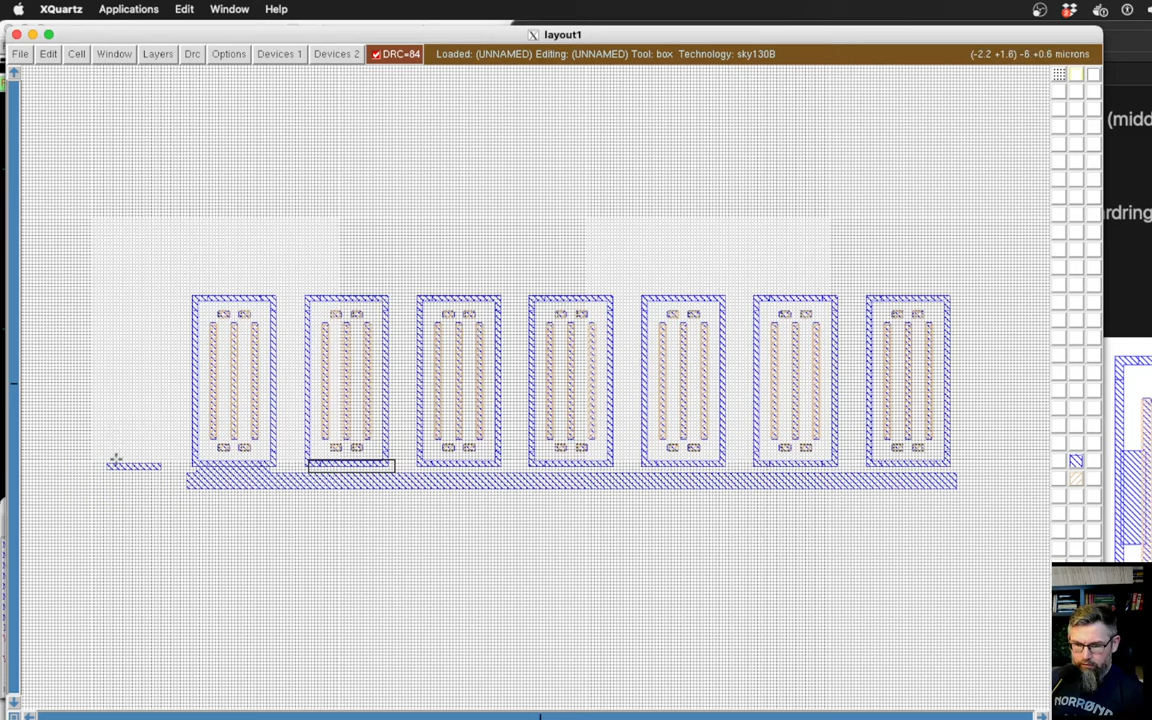 XQuartz Applications Edit Window Help
layout1
File Edit Cell Window Layers Drc Options Devices 1 Devices 2 DRC=84 Loaded: (UNNAMED) Editing: (UNNAMED) Tool: box Technology: sky130B (-2.2 +1.6) -6 +0.6 microns
(midd
rdring
NORRØNA